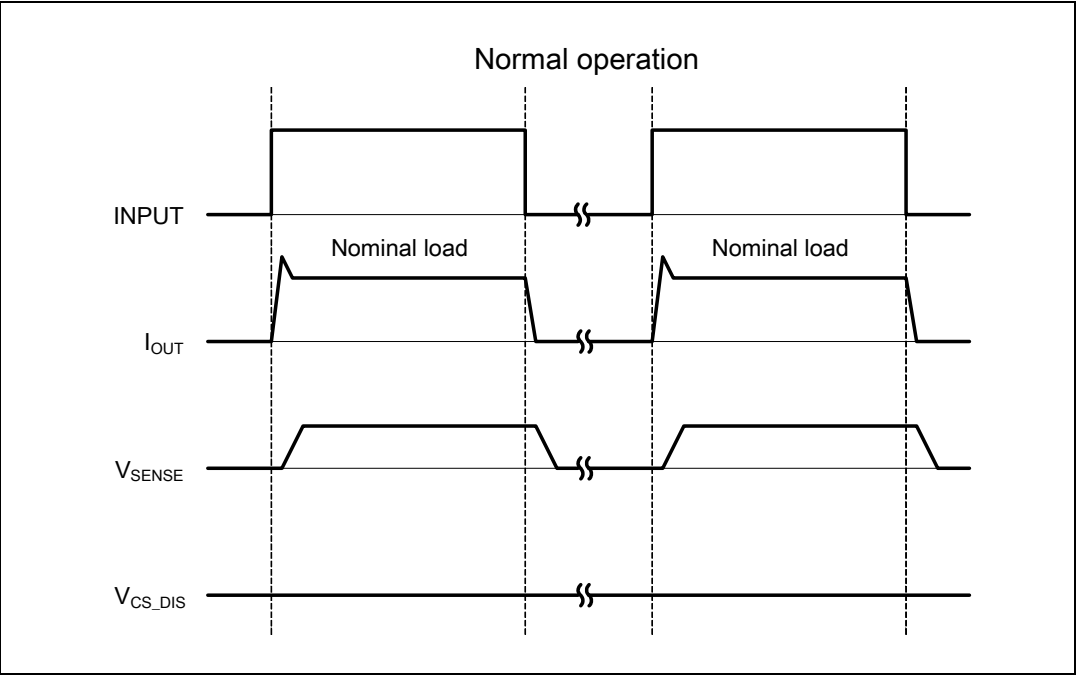 Normal operation
INPUT
Nominal load Nominal load
IOUT
VSENSE
VCS_DIS